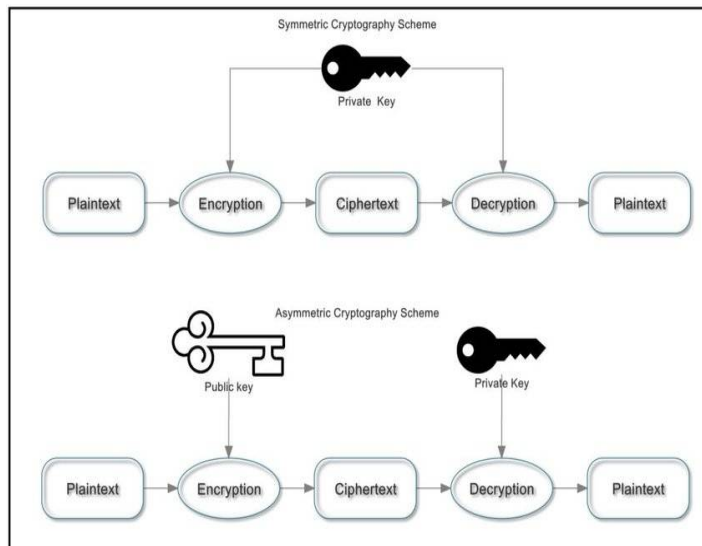 Symmetric Cryptography Scheme
Private Key
Plaintext Encryption Ciphertext Decryption Plaintext
Asymmetric Cryptography Scheme
Public key Private Key
Plaintext Encryption Ciphertext Decryption Plaintext